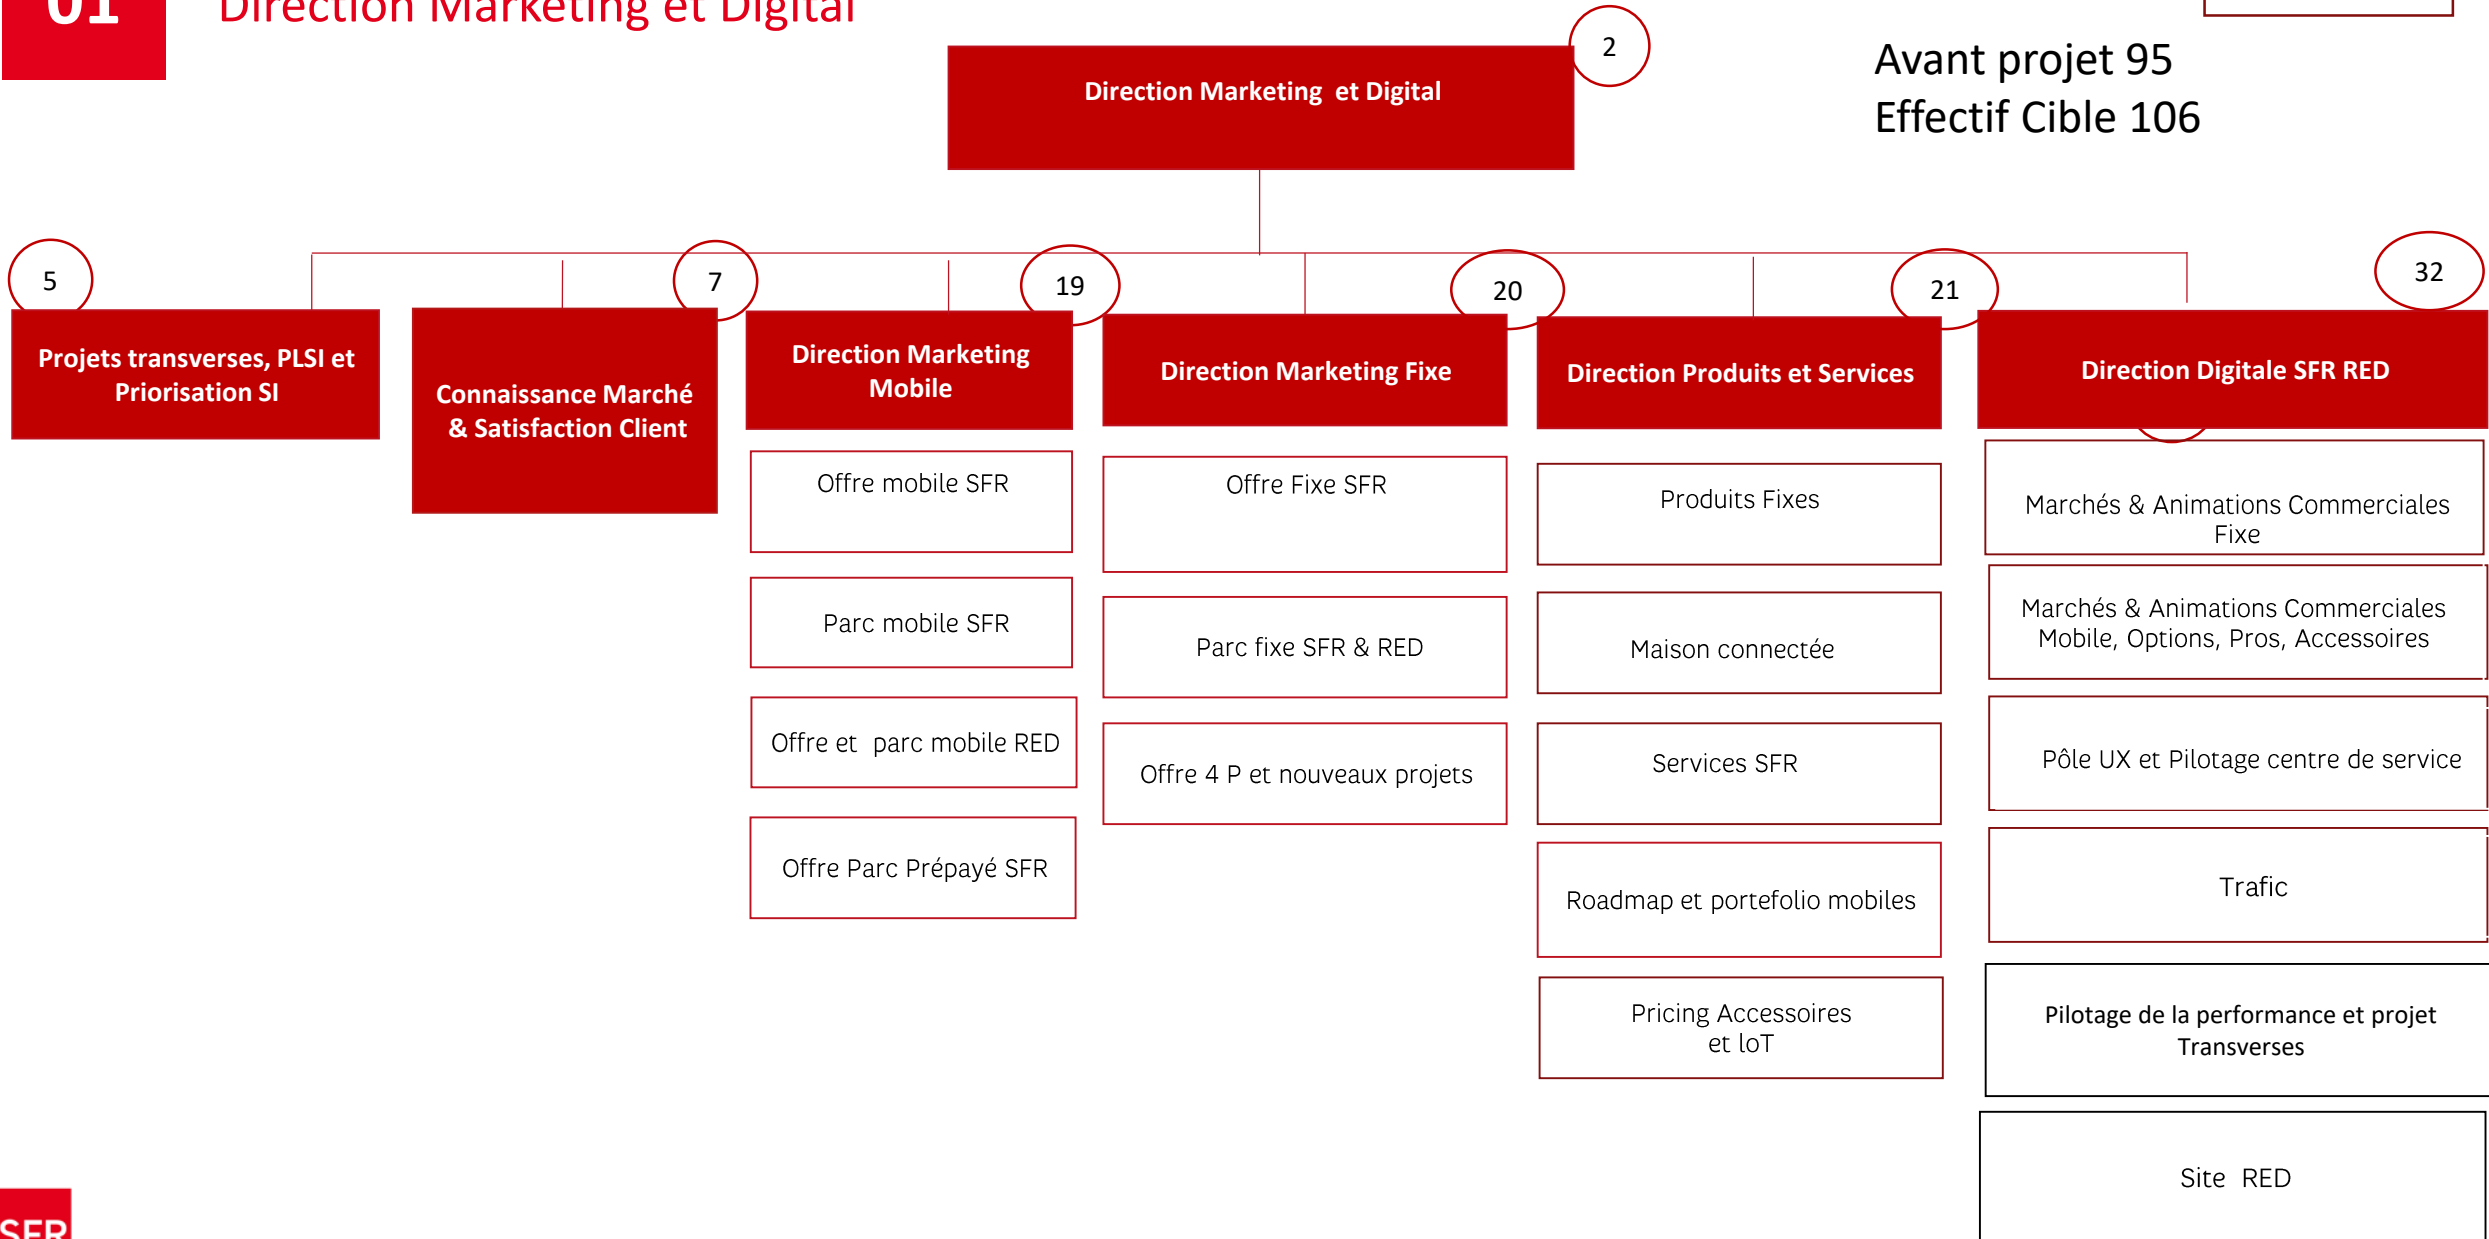 01
Direction Marketing et Digital
2
Direction Marketing et Digital
Avant projet 95
Effectif Cible 106
5
7
19
20
21
32
Projets transverses, PLSI et
Priorisation SI
Connaissance Marché
& Satisfaction Client
Direction Marketing
Mobile
Direction Marketing Fixe
Direction Produits et Services
Direction Digitale SFR RED
Offre mobile SFR
Parc mobile SFR
Offre et parc mobile RED
Offre Parc Prépayé SFR
Offre Fixe SFR
Parc fixe SFR & RED
Offre 4 P et nouveaux projets
Produits Fixes
Maison connectée
Services SFR
Roadmap et portefolio mobiles
Pricing Accessoires
et loT
Marchés & Animations Commerciales
Fixe
Marchés & Animations Commerciales
Mobile, Options, Pros, Accessoires
Pôle UX et Pilotage centre de service
Trafic
Pilotage de la performance et projet
Transverses
Site RED
SFR